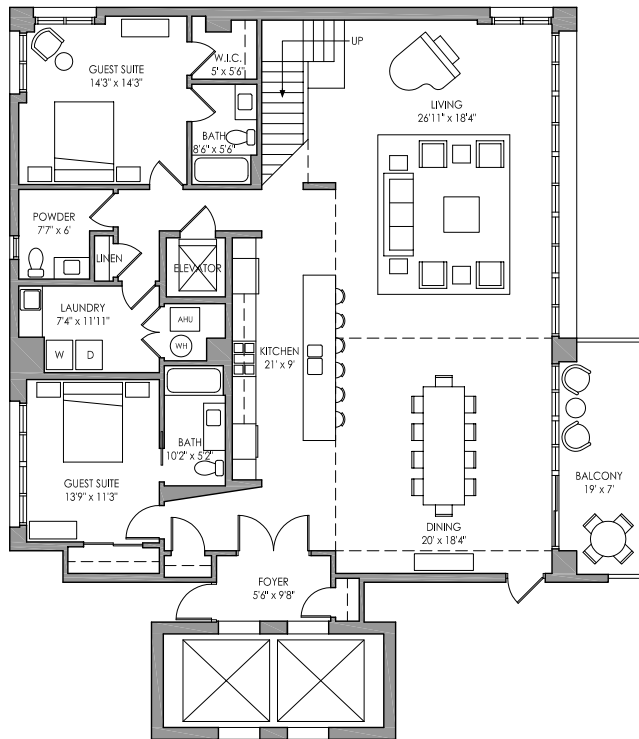 GUEST SUITE
14'3" x 14'3"
W.I.C.
5' x 5'6"
UP
LIVING
26'11" x 18'4"
BATH
8'6" x 5'6"
POWDER
7'7" x 6'
LINEN
ELEVATOR
LAUNDRY
7'4" x 11'11"
AHU
WH
W
D
KITCHEN
21' x 9'
GUEST SUITE
13'9" x 11'3"
BATH
10'2" x 5'2"
DINING
20' x 18'4"
BALCONY
19' x 7'
FOYER
5'6" x 9'8"